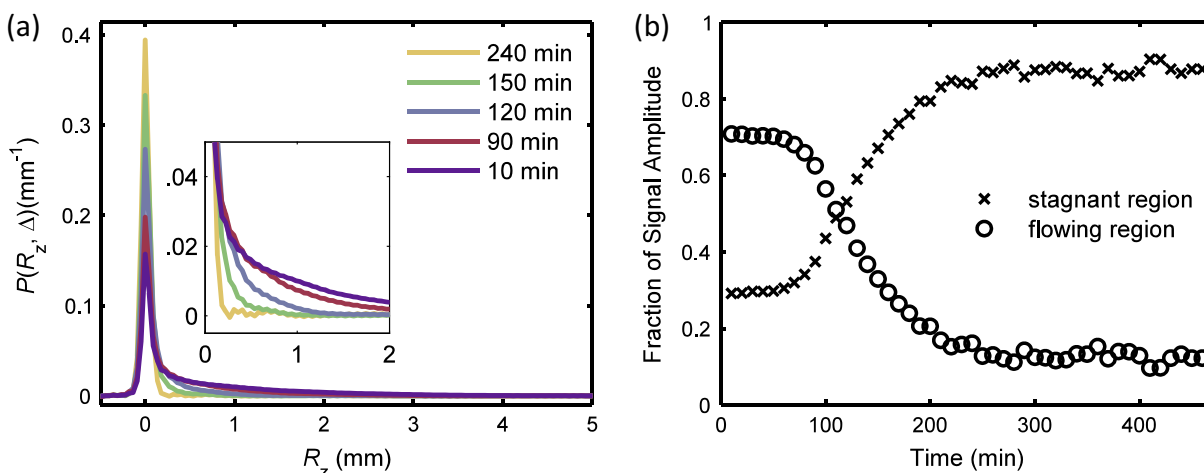 (a)
0.4
0.3
0.2
0.1
0
P(R_z, Δ)(mm⁻¹)
240 min
150 min
120 min
90 min
10 min
.04
.02
0
0 1 2
0 1 2 3 4 5
R_z (mm)
(b)
1
0.8
0.6
0.4
0.2
0
Fraction of Signal Amplitude
stagnant region
flowing region
0 100 200 300 400
Time (min)